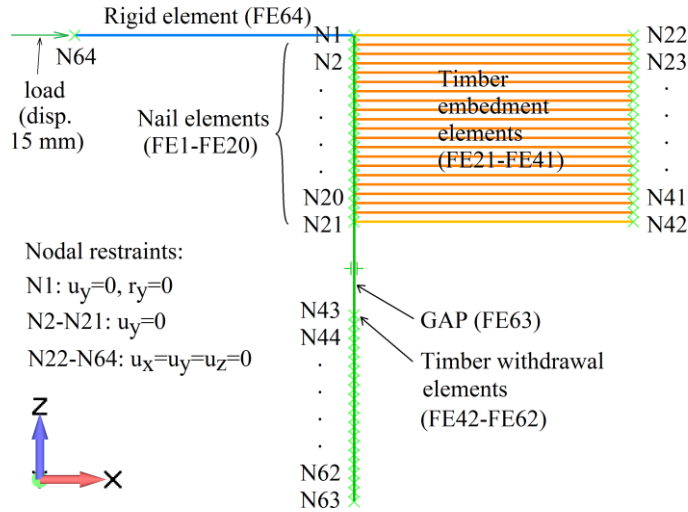 Rigid element (FE64)
N64
load
(disp.
15 mm)
N1
N2
.
.
.
N20
N21
Nail elements
(FE1-FE20)
Timber
embedment
elements
(FE21-FE41)
N22
N23
.
.
.
N41
N42
Nodal restraints:
N1: uy=0, ry=0
N2-N21: uy=0
N22-N64: ux=uy=uz=0
N43
N44
.
.
.
N62
N63
GAP (FE63)
Timber withdrawal
elements
(FE42-FE62)
Z
X